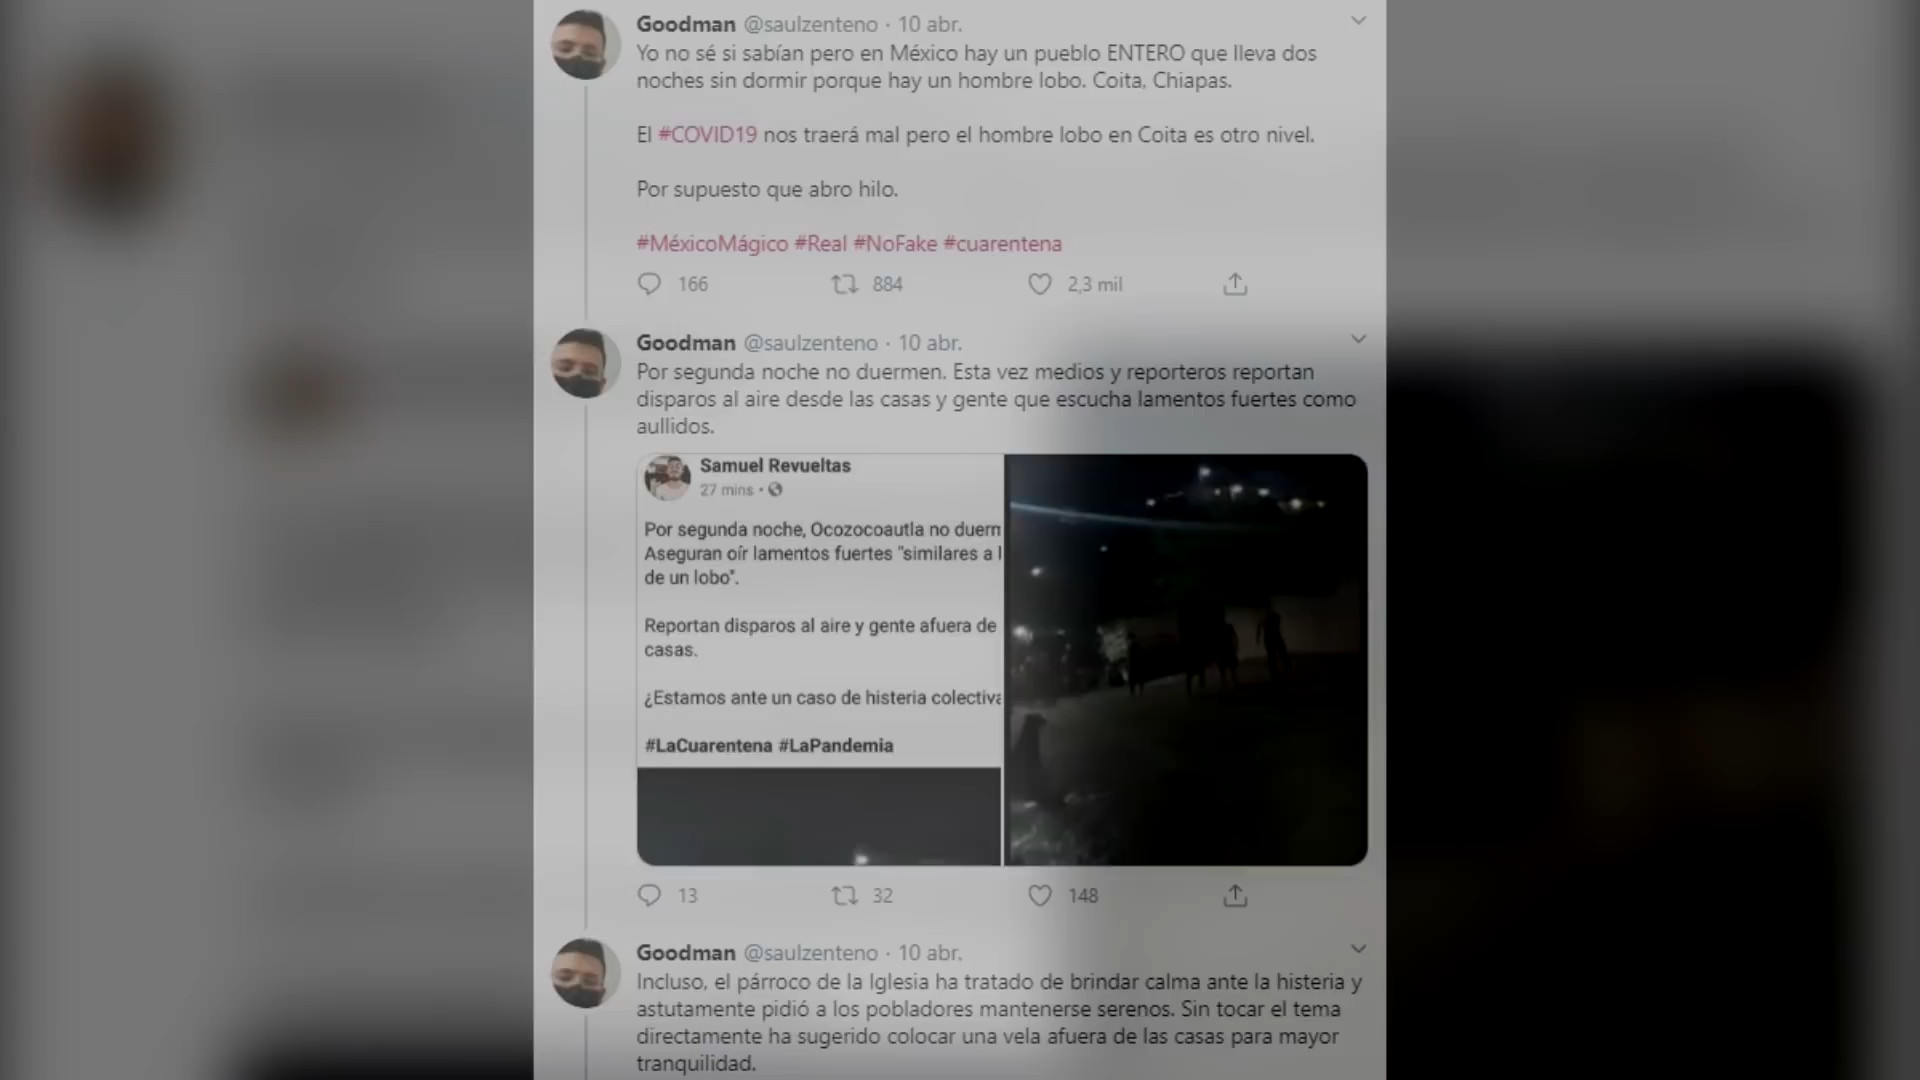 Goodman @saulzenteno · 10 abr.
Yo no sé si sabían pero en México hay un pueblo ENTERO que lleva dos
noches sin dormir porque hay un hombre lobo. Coita, Chiapas.
El #COVID19 nos traerá mal pero el hombre lobo en Coita es otro nivel.
Por supuesto que abro hilo.
#MéxicoMágico #Real #NoFake #cuarentena
166 884 2,3 mil
Goodman @saulzenteno · 10 abr.
Por segunda noche no duermen. Esta vez medios y reporteros reportan
disparos al aire desde las casas y gente que escucha lamentos fuertes como
aullidos.
Samuel Revueltas
27 mins ·
Por segunda noche, Ocozocoautla no duerm
Aseguran oír lamentos fuertes "similares a l
de un lobo".
Reportan disparos al aire y gente afuera de
casas.
¿Estamos ante un caso de histeria colectiva
#LaCuarentena #LaPandemia
13 32 148
Goodman @saulzenteno · 10 abr.
Incluso, el párroco de la Iglesia ha tratado de brindar calma ante la histeria y
astutamente pidió a los pobladores mantenerse serenos. Sin tocar el tema
directamente ha sugerido colocar una vela afuera de las casas para mayor
tranquilidad.